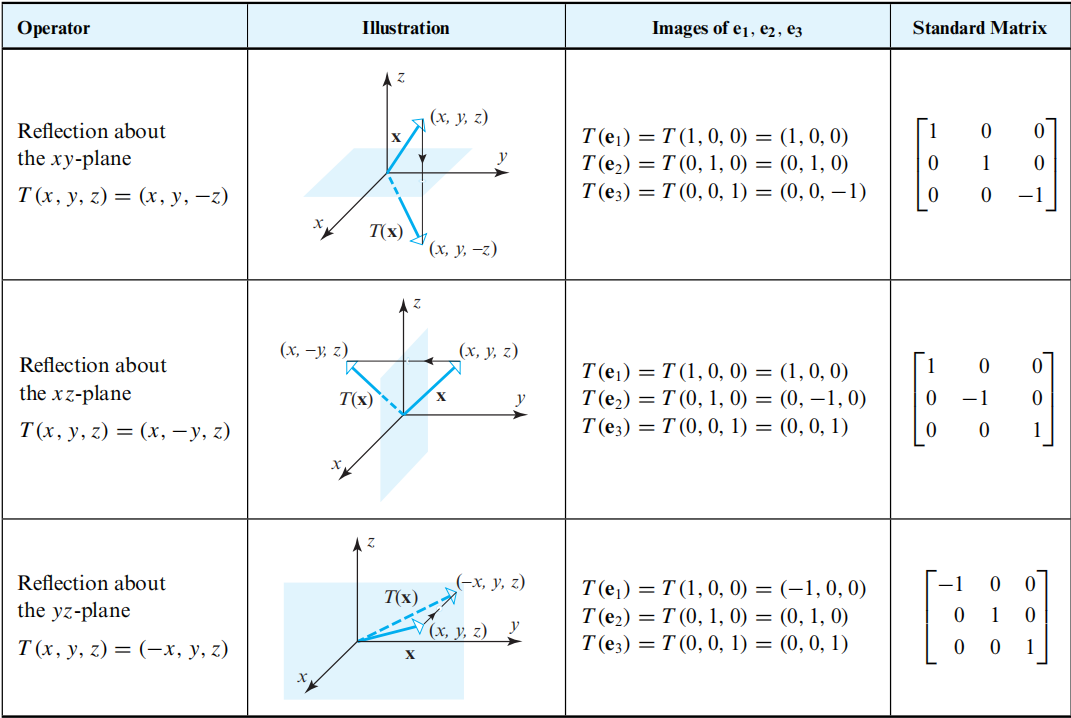 Operator Illustration Images of e₁, e₂, e₃ Standard Matrix
Reflection about
the xy-plane
T(x, y, z) = (x, y, −z)
z
(x, y, z)
x
y
x
T(x)
(x, y, −z)
T(e₁) = T(1, 0, 0) = (1, 0, 0)
T(e₂) = T(0, 1, 0) = (0, 1, 0)
T(e₃) = T(0, 0, 1) = (0, 0, −1)
1 0 0
0 1 0
0 0 −1
Reflection about
the xz-plane
T(x, y, z) = (x, −y, z)
z
(x, −y, z) (x, y, z)
T(x) x y
x
T(e₁) = T(1, 0, 0) = (1, 0, 0)
T(e₂) = T(0, 1, 0) = (0, −1, 0)
T(e₃) = T(0, 0, 1) = (0, 0, 1)
1 0 0
0 −1 0
0 0 1
Reflection about
the yz-plane
T(x, y, z) = (−x, y, z)
z
(−x, y, z)
T(x)
(x, y, z) y
x
x
T(e₁) = T(1, 0, 0) = (−1, 0, 0)
T(e₂) = T(0, 1, 0) = (0, 1, 0)
T(e₃) = T(0, 0, 1) = (0, 0, 1)
−1 0 0
0 1 0
0 0 1